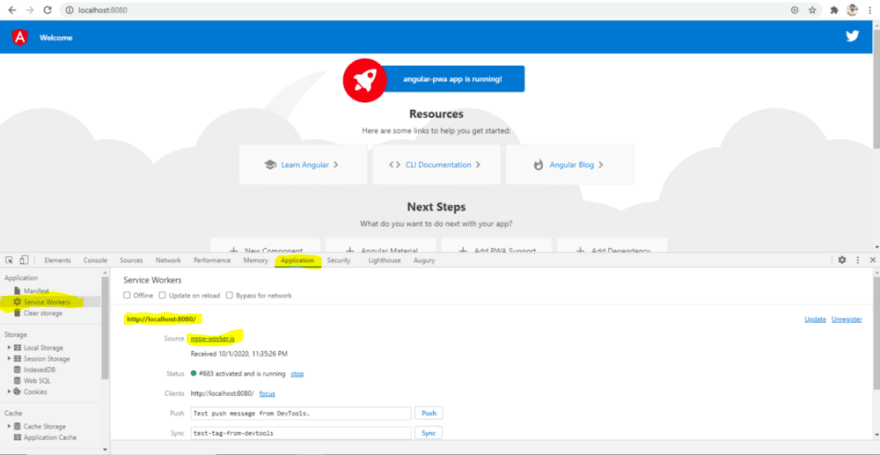 localhost:8080
Welcome
angular-pwa app is running!
Resources
Here are some links to help you get started:
Learn Angular
CLI Documentation
Angular Blog
Next Steps
What do you want to do next with your app?
New Component
Angular Material
Add PWA Support
Add Dependency
Elements Console Sources Network Performance Memory Application Security Lighthouse Augury
Application
Manifest
Service Workers
Clear storage
Storage
Local Storage
Session Storage
IndexedDB
Web SQL
Cookies
Cache
Cache Storage
Application Cache
Service Workers
Offline Update on reload Bypass for network
http://localhost:8080/ Update Unregister
Source ngsw-worker.js
Received 10/1/2020, 11:35:26 PM
Status #683 activated and is running stop
Clients http://localhost:8080/ focus
Push Test push message from DevTools. Push
Sync test-tag-from-devtools Sync